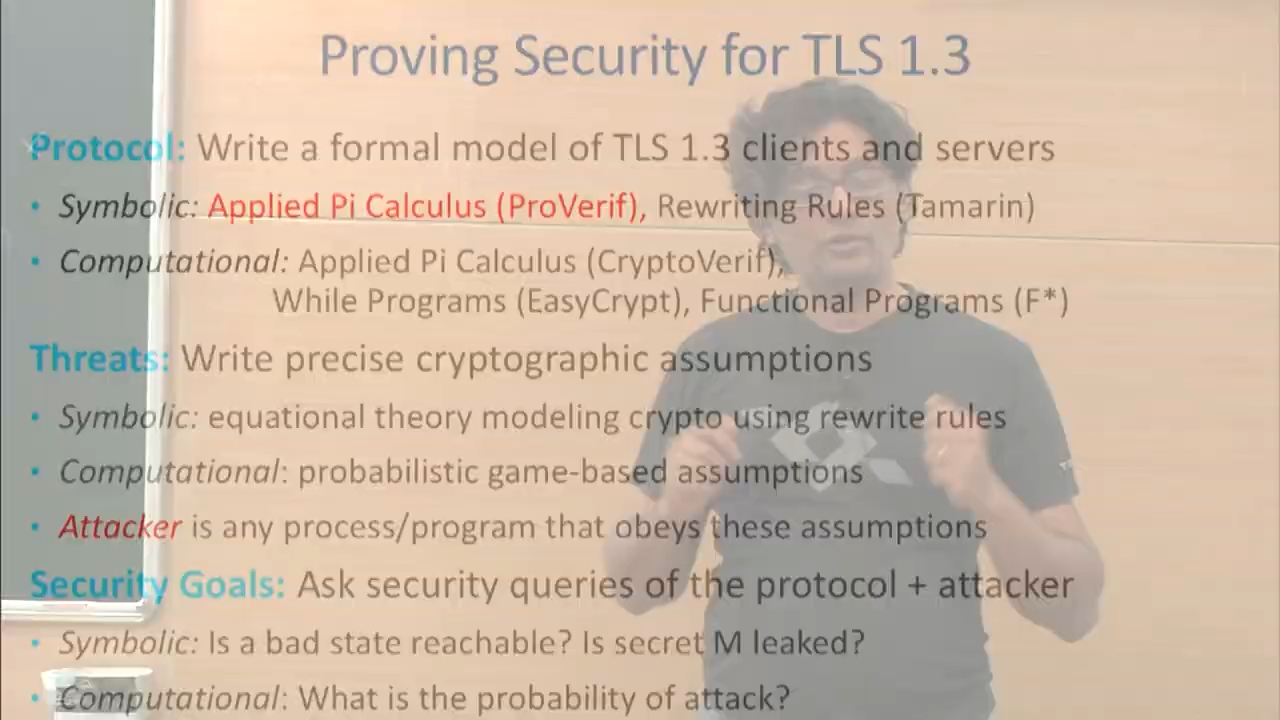 Proving Security for TLS 1.3
Protocol: Write a formal model of TLS 1.3 clients and servers
• Symbolic: Applied Pi Calculus (ProVerif), Rewriting Rules (Tamarin)
• Computational: Applied Pi Calculus (CryptoVerif),
While Programs (EasyCrypt), Functional Programs (F*)
Threats: Write precise cryptographic assumptions
• Symbolic: equational theory modeling crypto using rewrite rules
• Computational: probabilistic game-based assumptions
• Attacker is any process/program that obeys these assumptions
Security Goals: Ask security queries of the protocol + attacker
• Symbolic: Is a bad state reachable? Is secret M leaked?
• Computational: What is the probability of attack?